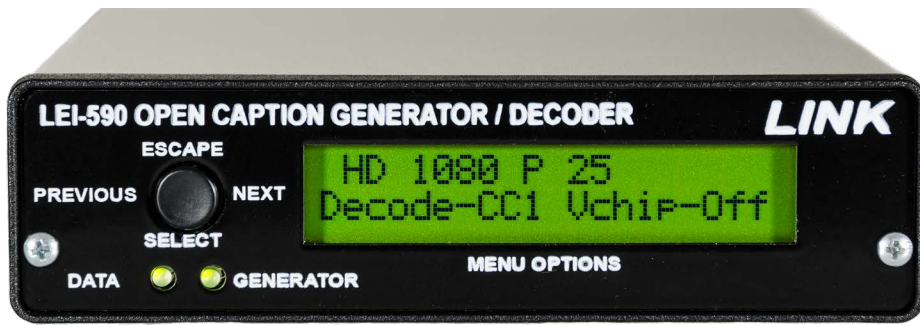 LEI-590 OPEN CAPTION GENERATOR / DECODER
LINK
ESCAPE
PREVIOUS
NEXT
SELECT
HD 1080 P 25
Decode-CC1 Vchip-Off
MENU OPTIONS
DATA
GENERATOR